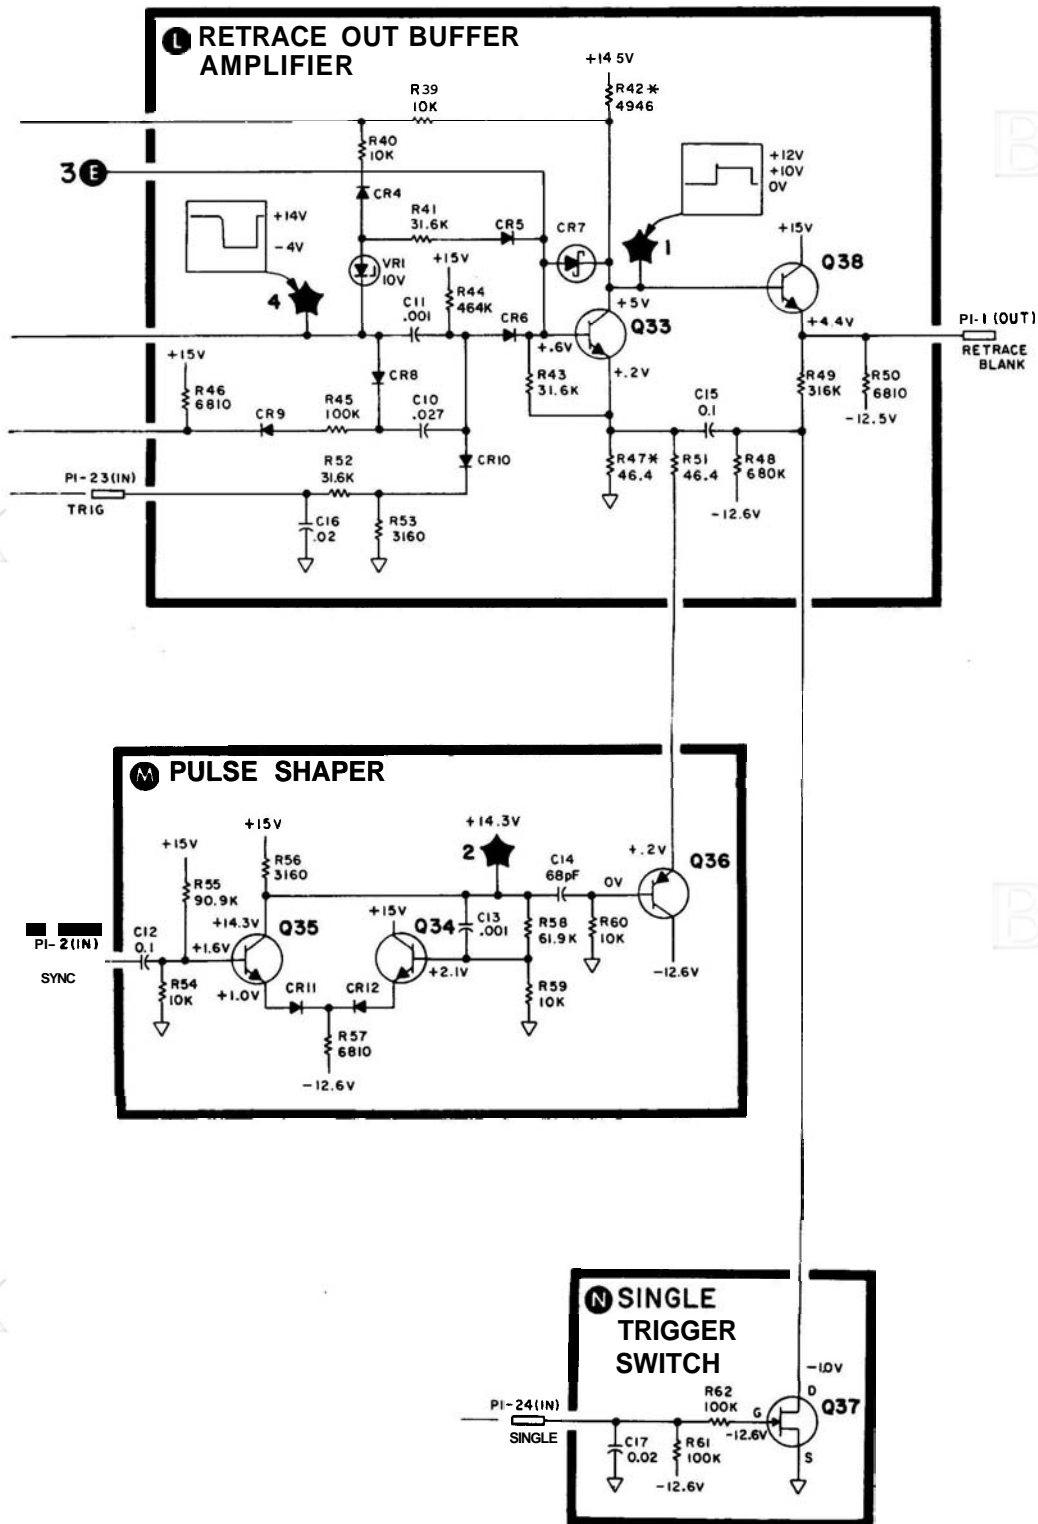 L RETRACE OUT BUFFER
AMPLIFIER
+14 5V
R42*
4946
R39
10K
R40
10K
3 E
CR4
R41
31.6K
CR5
CR7
+12V
+10V
0V
1
+15V
Q38
+14V
-4V
4
VR1
10V
+15V
R44
464K
C11
.001
CR6
+5V
Q33
+.6V
+.2V
+4.4V
P1-1 (OUT)
RETRACE
BLANK
+15V
R46
6810
CR8
R43
31.6K
R49
316K
R50
6810
-12.5V
CR9
R45
100K
C10
.027
C15
0.1
CR10
R47*
46.4
R51
46.4
R48
680K
-12.6V
P1-23(IN)
TRIG
R52
31.6K
C16
.02
R53
3160
M PULSE SHAPER
+15V
+14.3V
2
+15V
R56
3160
C14
68pF
0V
+.2V
Q36
R55
90.9K
+14.3V
Q35
+15V
Q34
C13
.001
R58
61.9K
R60
10K
-12.6V
P1-2(IN)
SYNC
C12
0.1
+1.6V
+2.1V
R54
10K
+1.0V
CR11
CR12
R59
10K
R57
6810
-12.6V
N SINGLE
TRIGGER
SWITCH
-1.0V
D
Q37
P1-24(IN)
SINGLE
R62
100K
G
-12.6V
C17
0.02
R61
100K
S
-12.6V
B
B